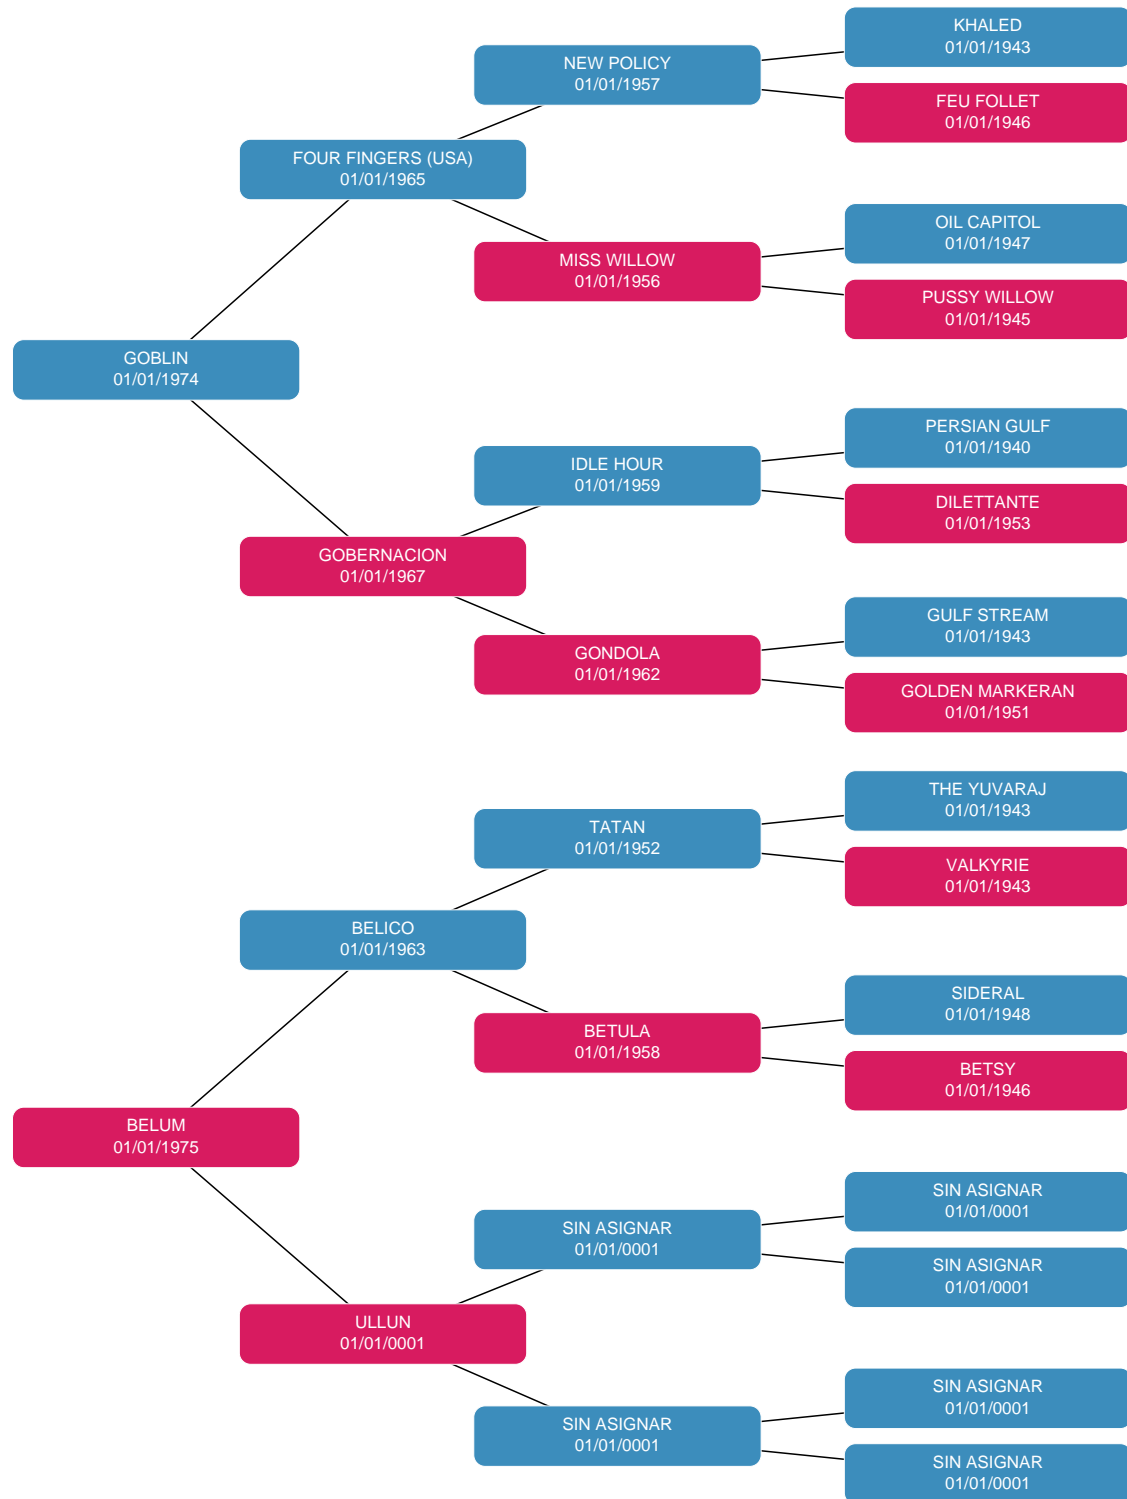 KHALED
01/01/1943
NEW POLICY
01/01/1957
FEU FOLLET
01/01/1946
FOUR FINGERS (USA)
01/01/1965
OIL CAPITOL
01/01/1947
MISS WILLOW
01/01/1956
PUSSY WILLOW
01/01/1945
GOBLIN
01/01/1974
PERSIAN GULF
01/01/1940
IDLE HOUR
01/01/1959
DILETTANTE
01/01/1953
GOBERNACION
01/01/1967
GULF STREAM
01/01/1943
GONDOLA
01/01/1962
GOLDEN MARKERAN
01/01/1951
THE YUVARAJ
01/01/1943
TATAN
01/01/1952
VALKYRIE
01/01/1943
BELICO
01/01/1963
SIDERAL
01/01/1948
BETULA
01/01/1958
BETSY
01/01/1946
BELUM
01/01/1975
SIN ASIGNAR
01/01/0001
SIN ASIGNAR
01/01/0001
SIN ASIGNAR
01/01/0001
ULLUN
01/01/0001
SIN ASIGNAR
01/01/0001
SIN ASIGNAR
01/01/0001
SIN ASIGNAR
01/01/0001